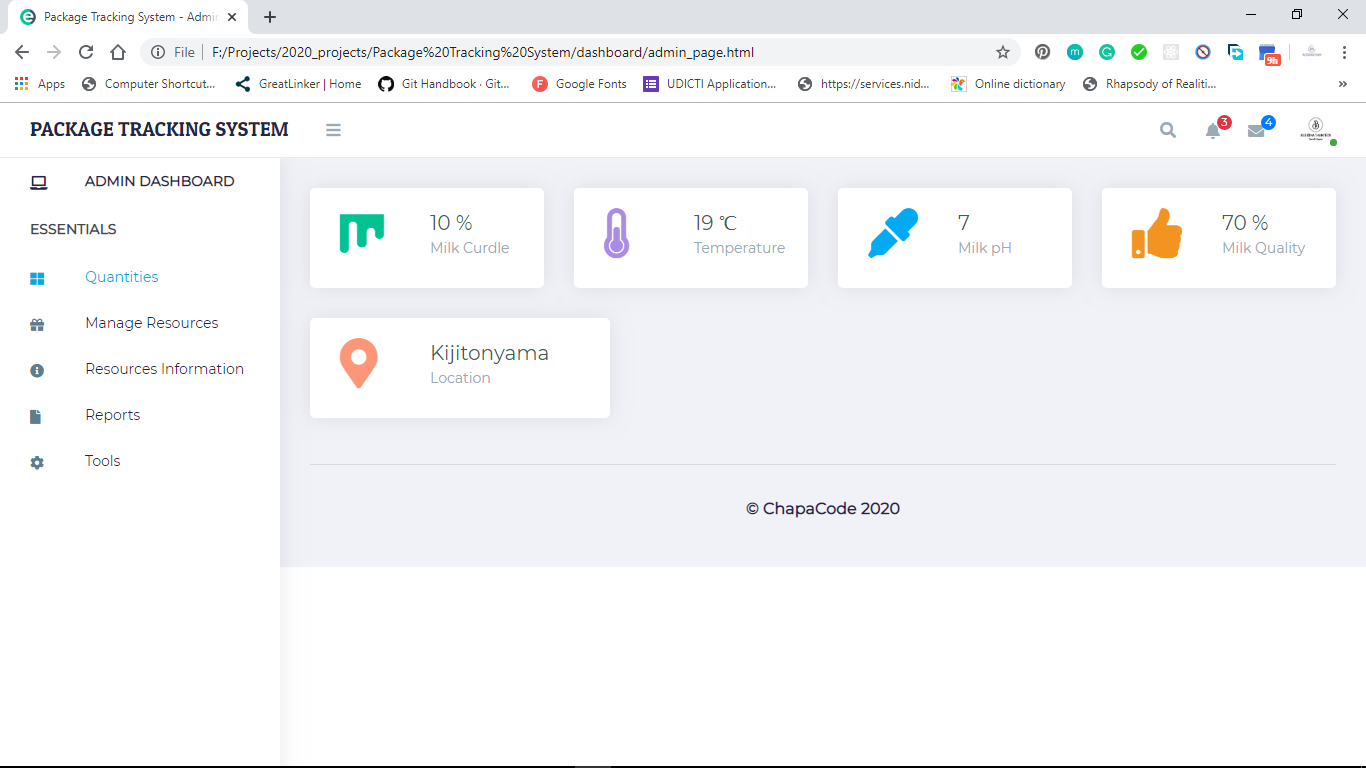 Package Tracking System - Admi
File
F:/Projects/2020_projects/Package%20Tracking%20System/dashboard/admin_page.html
9h
Apps
Computer Shortcut...
GreatLinker | Home
Git Handbook · Git...
Google Fonts
UDICTI Application...
https://services.nid...
Online dictionary
Rhapsody of Realiti...
»
PACKAGE TRACKING SYSTEM
3
4
ADMIN DASHBOARD
ESSENTIALS
Quantities
Manage Resources
Resources Information
Reports
Tools
10 %
Milk Curdle
19 ℃
Temperature
7
Milk pH
70 %
Milk Quality
Kijitonyama
Location
© ChapaCode 2020